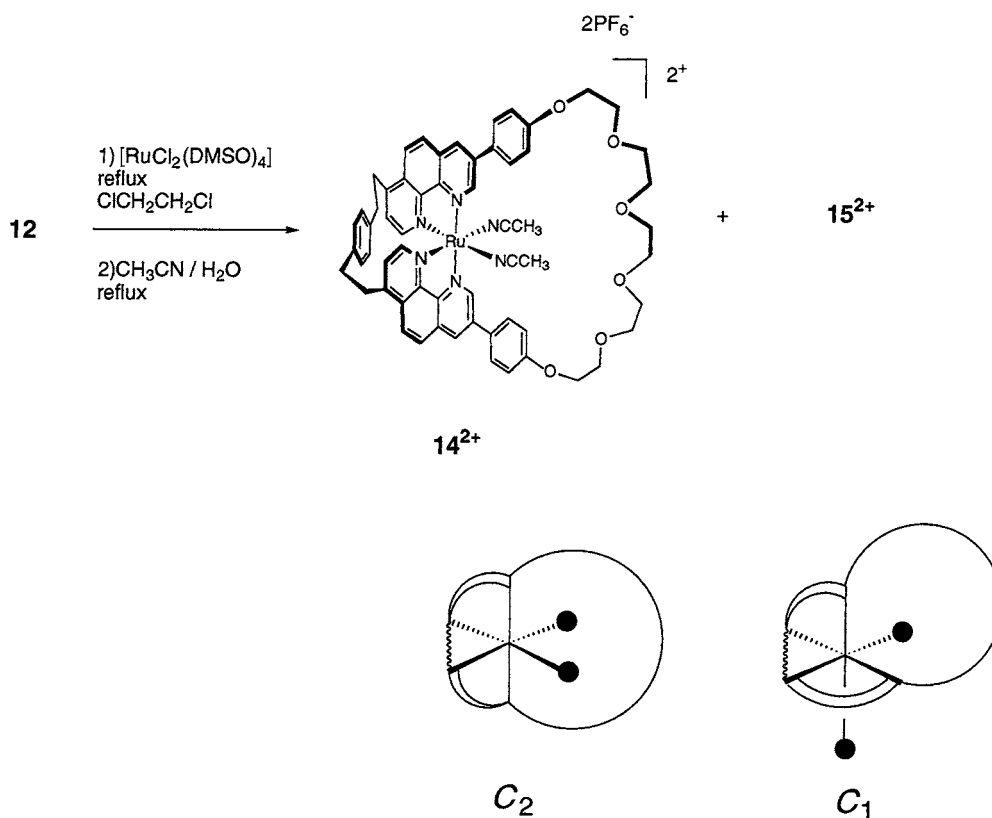 2PF6-
2+
1) [RuCl2(DMSO)4]
reflux
ClCH2CH2Cl
12
2)CH3CN / H2O
reflux
O
O
O
O
O
O
N
N
N
N
Ru
NCCH3
NCCH3
+
15^2+
14^2+
C2
C1